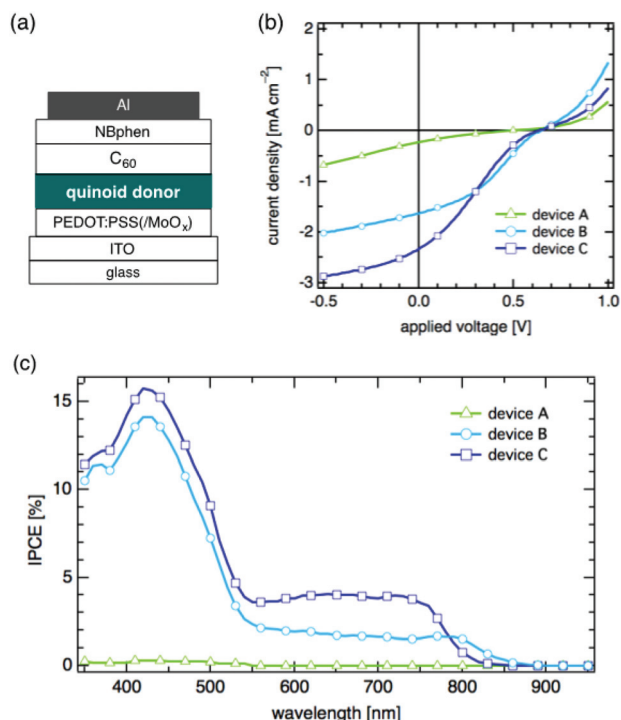 (a)
Al
NBphen
C60
quinoid donor
PEDOT:PSS(/MoOx)
ITO
glass
(b)
2
1
0
-1
-2
-3
current density [mA cm−2]
device A
device B
device C
-0.5
0.0
0.5
1.0
applied voltage [V]
(c)
15
10
5
0
IPCE [%]
device A
device B
device C
400
500
600
700
800
900
wavelength [nm]